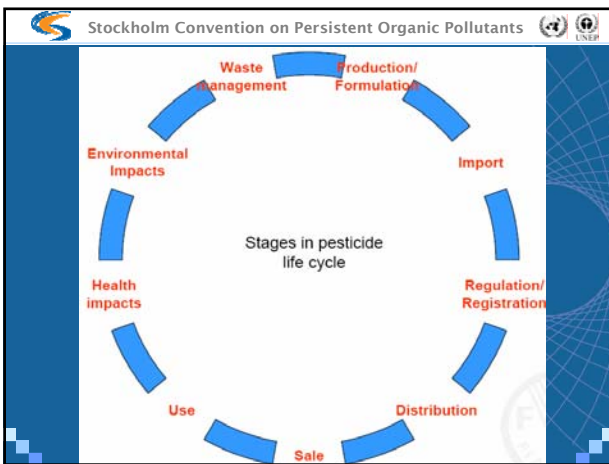 Stockholm Convention on Persistent Organic Pollutants
UNEP
Waste
management
Production/
Formulation
Import
Regulation/
Registration
Distribution
Sale
Use
Health
impacts
Environmental
Impacts
Stages in pesticide
life cycle